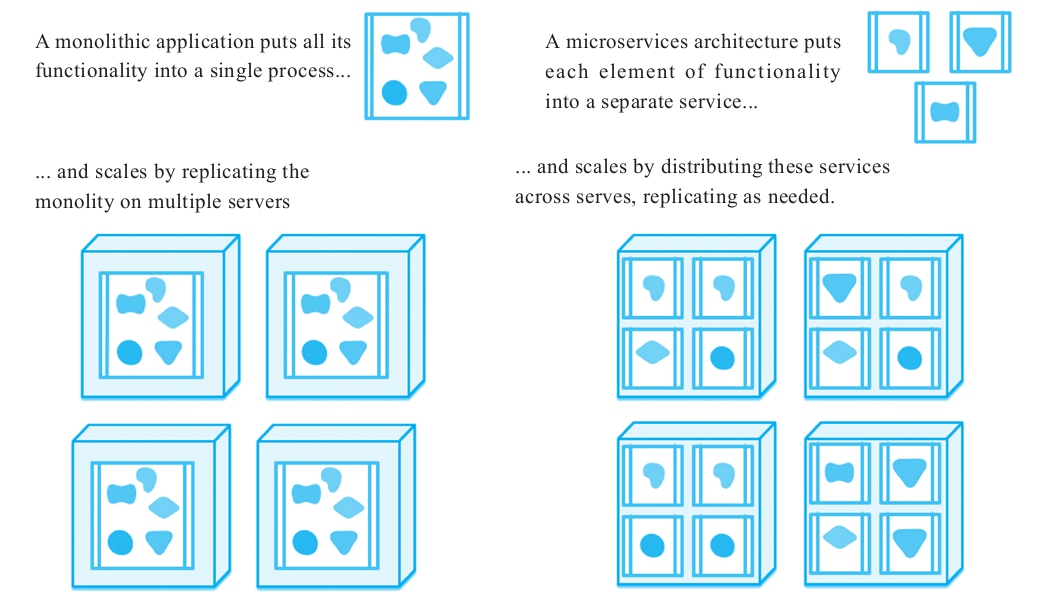 A monolithic application puts all its
functionality into a single process...
... and scales by replicating the
monolity on multiple servers
A microservices architecture puts
each element of functionality
into a separate service...
... and scales by distributing these services
across serves, replicating as needed.